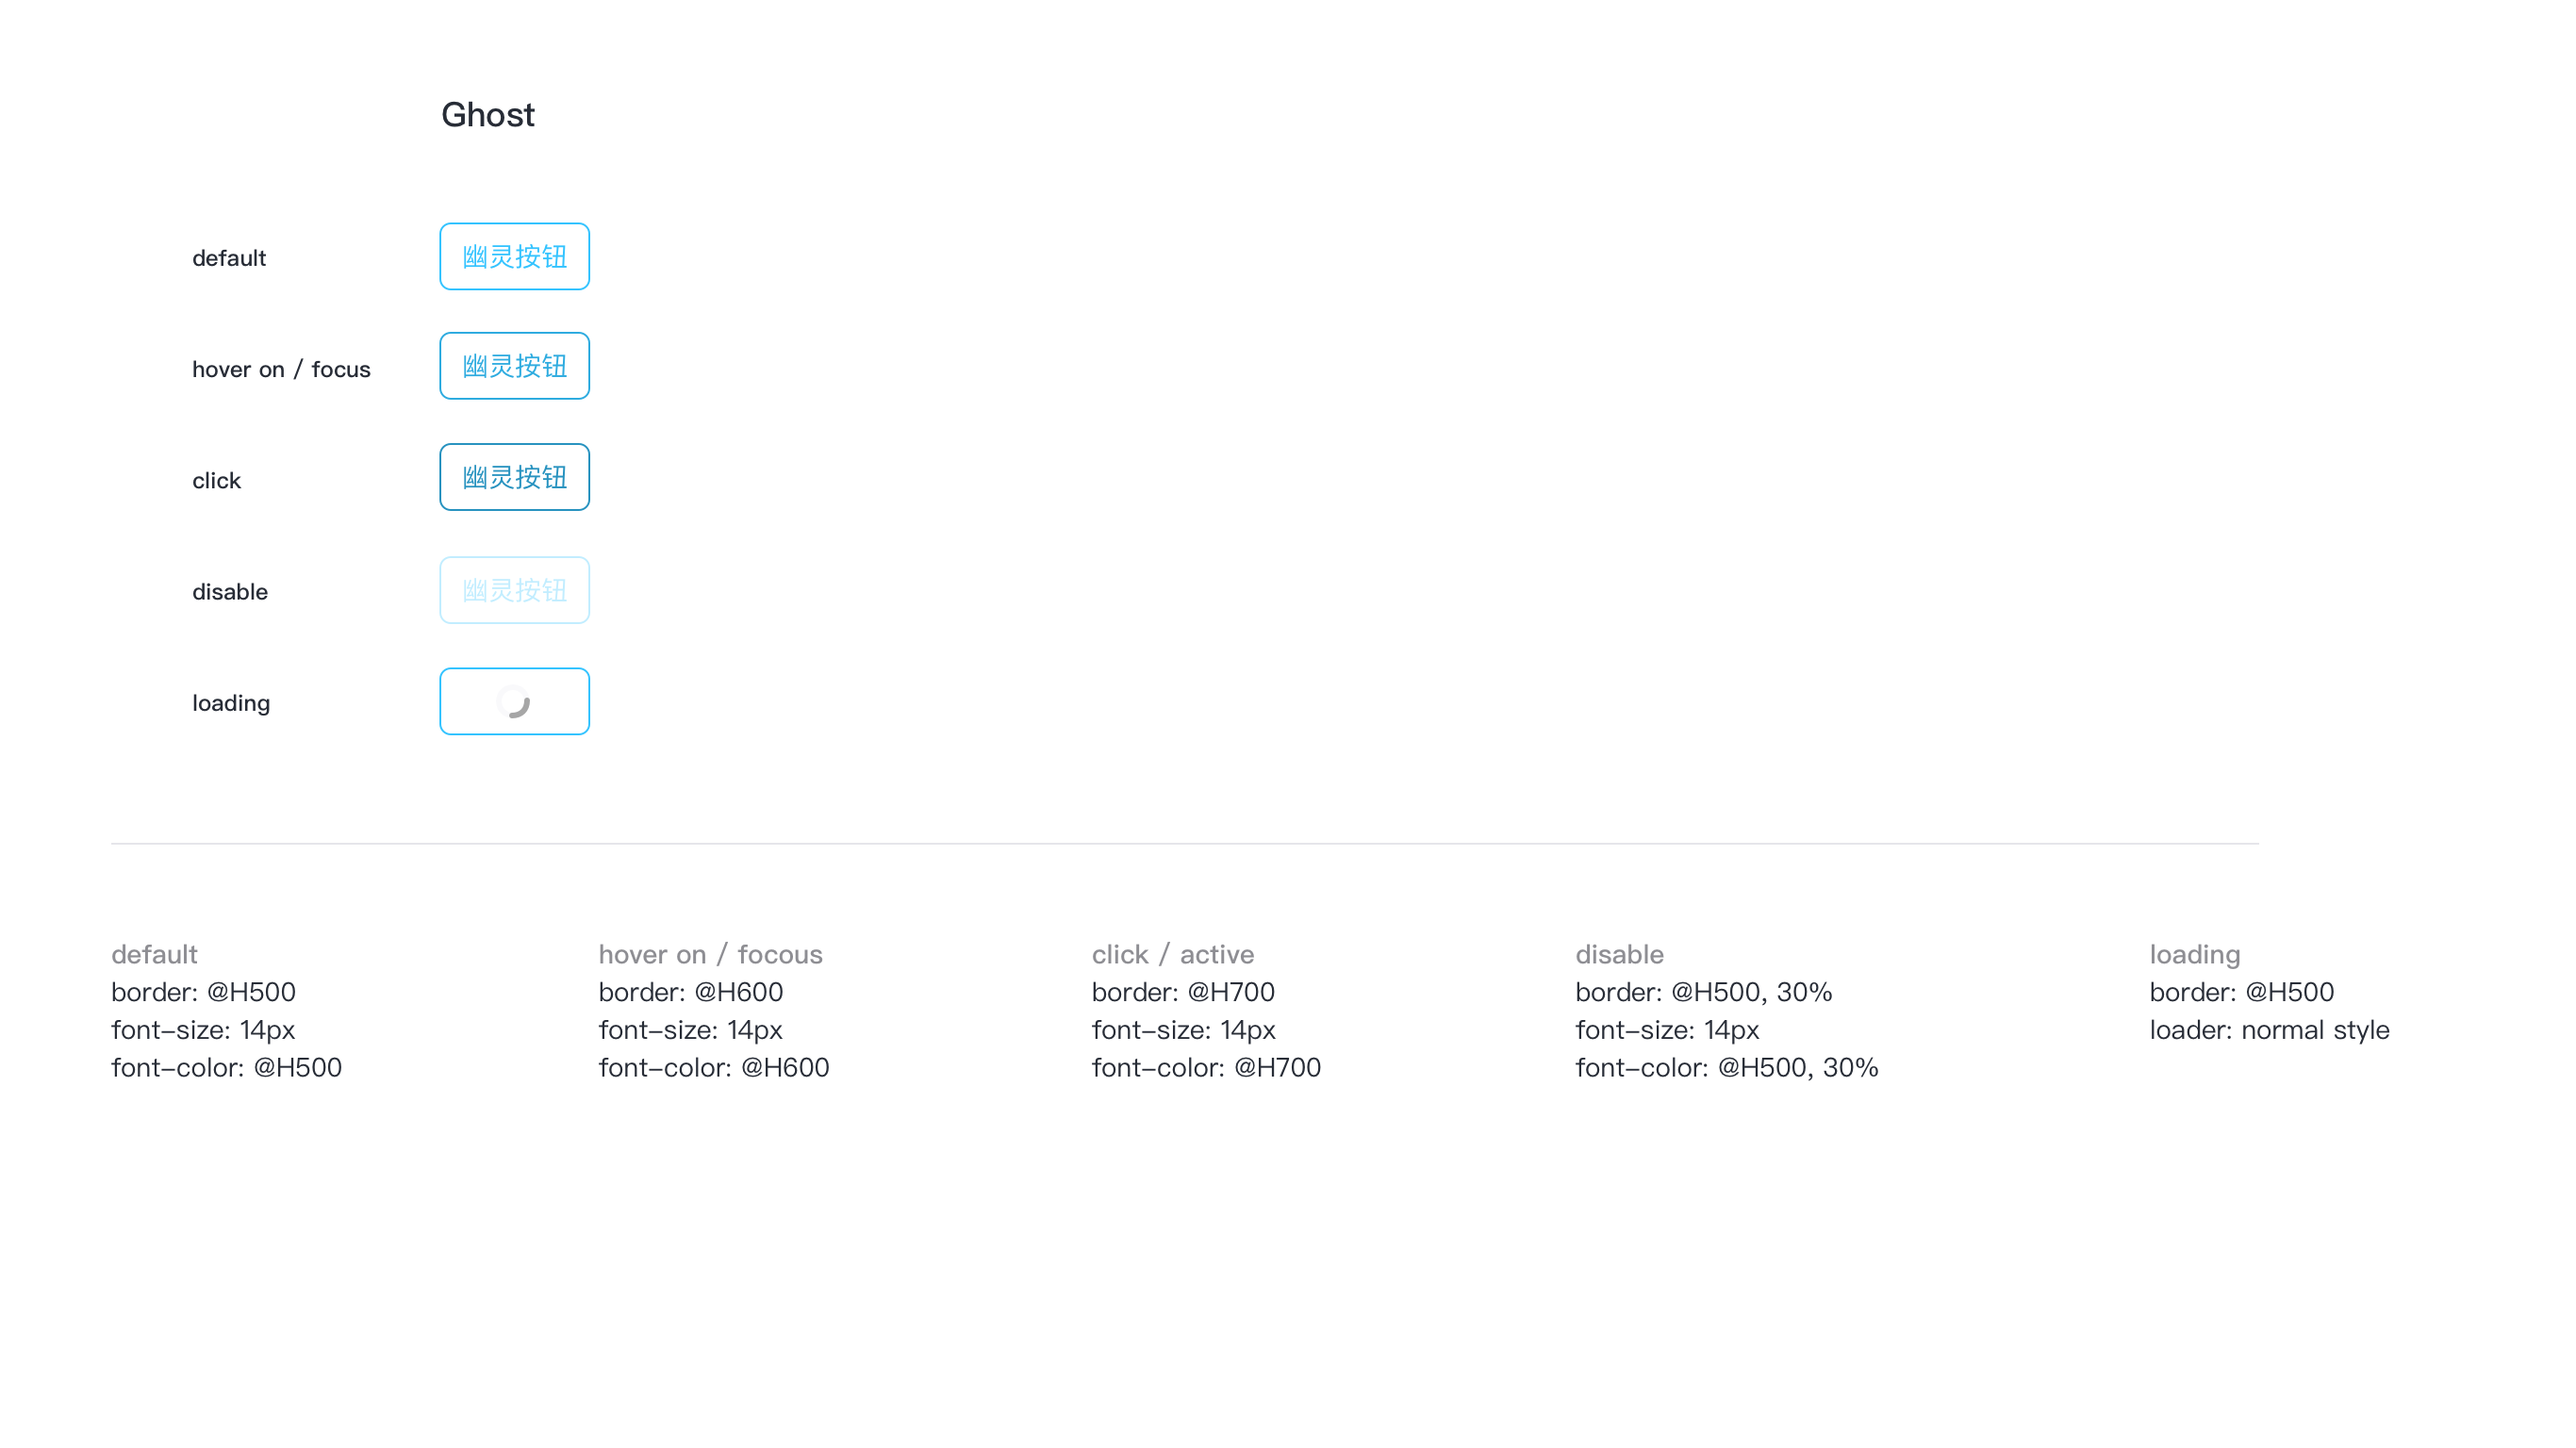 Ghost
default
幽灵按钮
hover on / focus
幽灵按钮
click
幽灵按钮
disable
幽灵按钮
loading
default
border: @H500
font-size: 14px
font-color: @H500
hover on / focous
border: @H600
font-size: 14px
font-color: @H600
click / active
border: @H700
font-size: 14px
font-color: @H700
disable
border: @H500, 30%
font-size: 14px
font-color: @H500, 30%
loading
border: @H500
loader: normal style